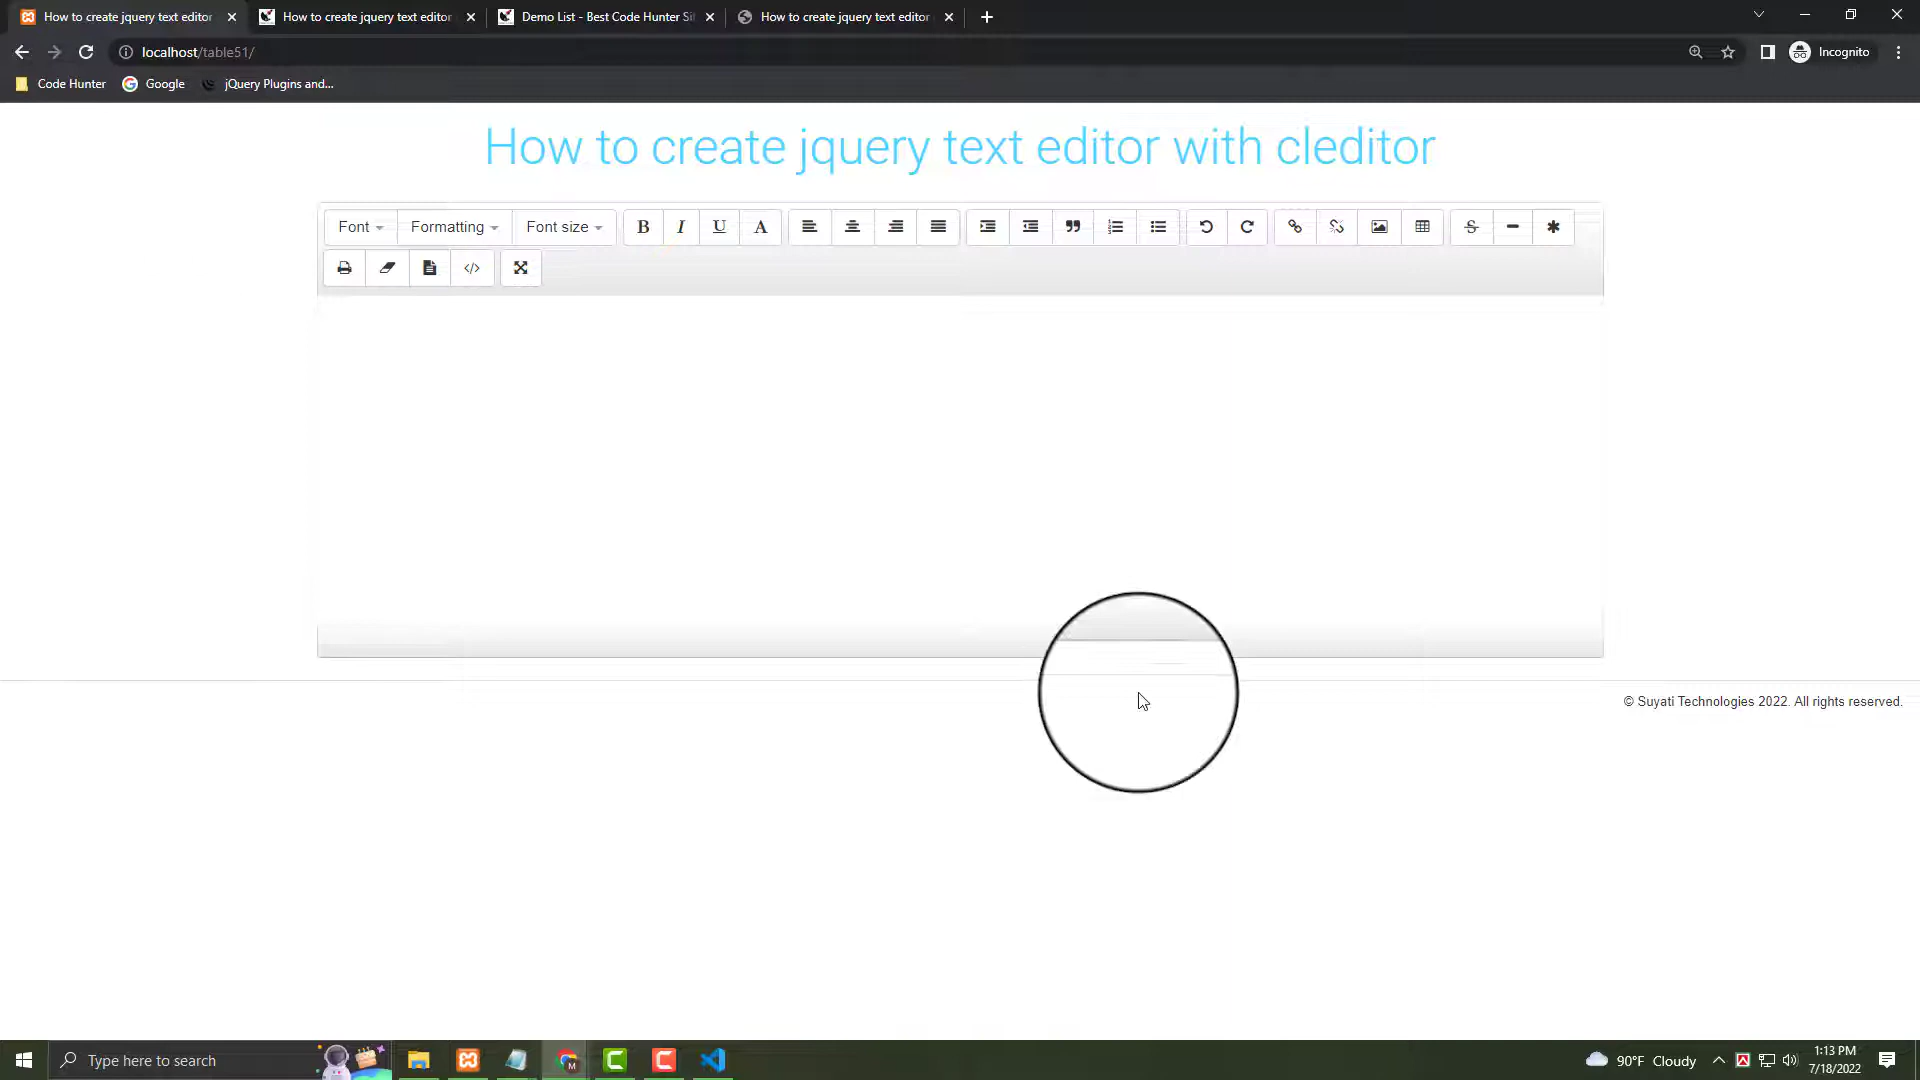 How to create jquery text editor
How to create jquery text editor
Demo List - Best Code Hunter Si
How to create jquery text editor
localhost/table51/
Incognito
Code Hunter
Google
jQuery Plugins and...
How to create jquery text editor with cleditor
Font
Formatting
Font size
B
I
U
A
© Suyati Technologies 2022. All rights reserved.
Type here to search
90°F Cloudy
1:13 PM
7/18/2022